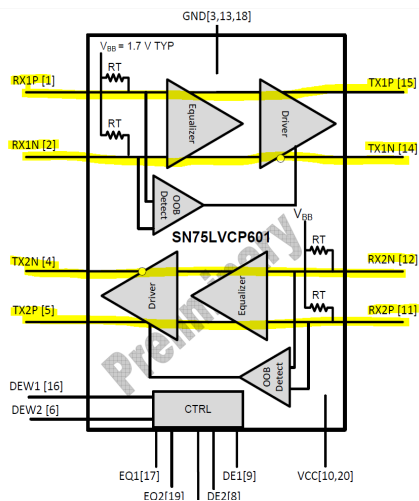 GND[3,13,18]
VBB = 1.7 V TYP
RT
RX1P [1]
TX1P [15]
Equalizer
Driver
RT
RX1N [2]
TX1N [14]
OOB
Detect
VBB
SN75LVCP601
RT
TX2N [4]
RX2N [12]
Driver
Equalizer
RT
TX2P [5]
RX2P [11]
Preliminary
OOB
Detect
DEW1 [16]
CTRL
DEW2 [6]
EQ1[17]
DE1[9]
VCC[10,20]
EQ2[19]
DE2[8]